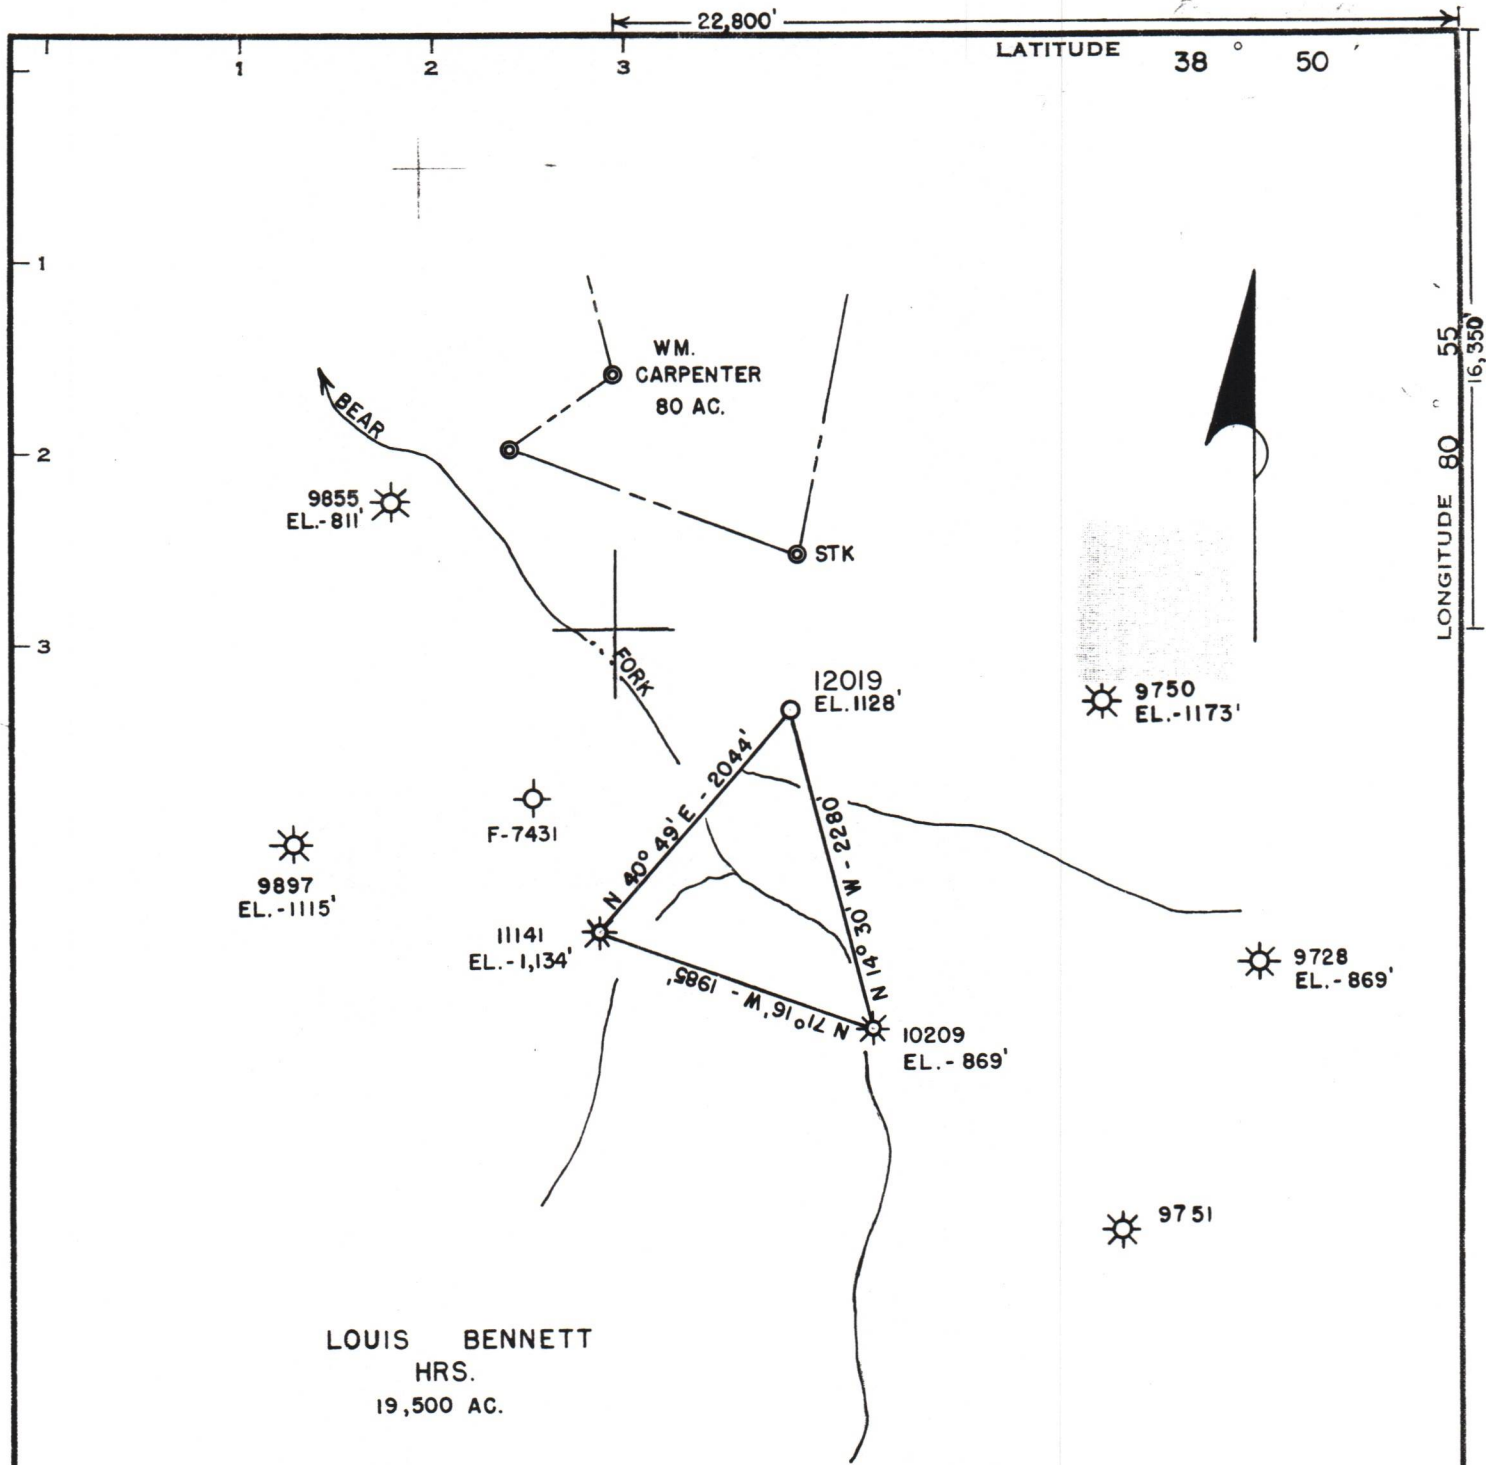 22,800'
LATITUDE 38° 50'
1 2 3
1
2
3
LONGITUDE 80° 55'
16,350'
WM.
CARPENTER
80 AC.
BEAR
9855
EL.-811'
STK
FORK
12019
EL. 1128'
9750
EL.-1173'
N 40° 49' E - 2044'
N 14° 30' W - 2280'
F-7431
9897
EL.-1115'
11141
EL.-1,134'
N 71° 16' W - 1985'
9728
EL.-869'
10209
EL.-869'
9751
LOUIS BENNETT
HRS.
19,500 AC.